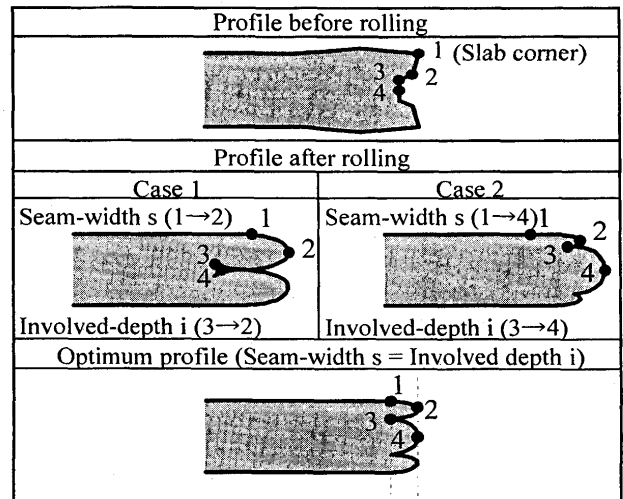 Profile before rolling
1 (Slab corner)
2
3
4
Profile after rolling
Case 1
Seam-width s (1→2)
1
2
3
4
Involved-depth i (3→2)
Case 2
Seam-width s (1→4)1
2
3
4
Involved-depth i (3→4)
Optimum profile (Seam-width s = Involved depth i)
1
2
3
4